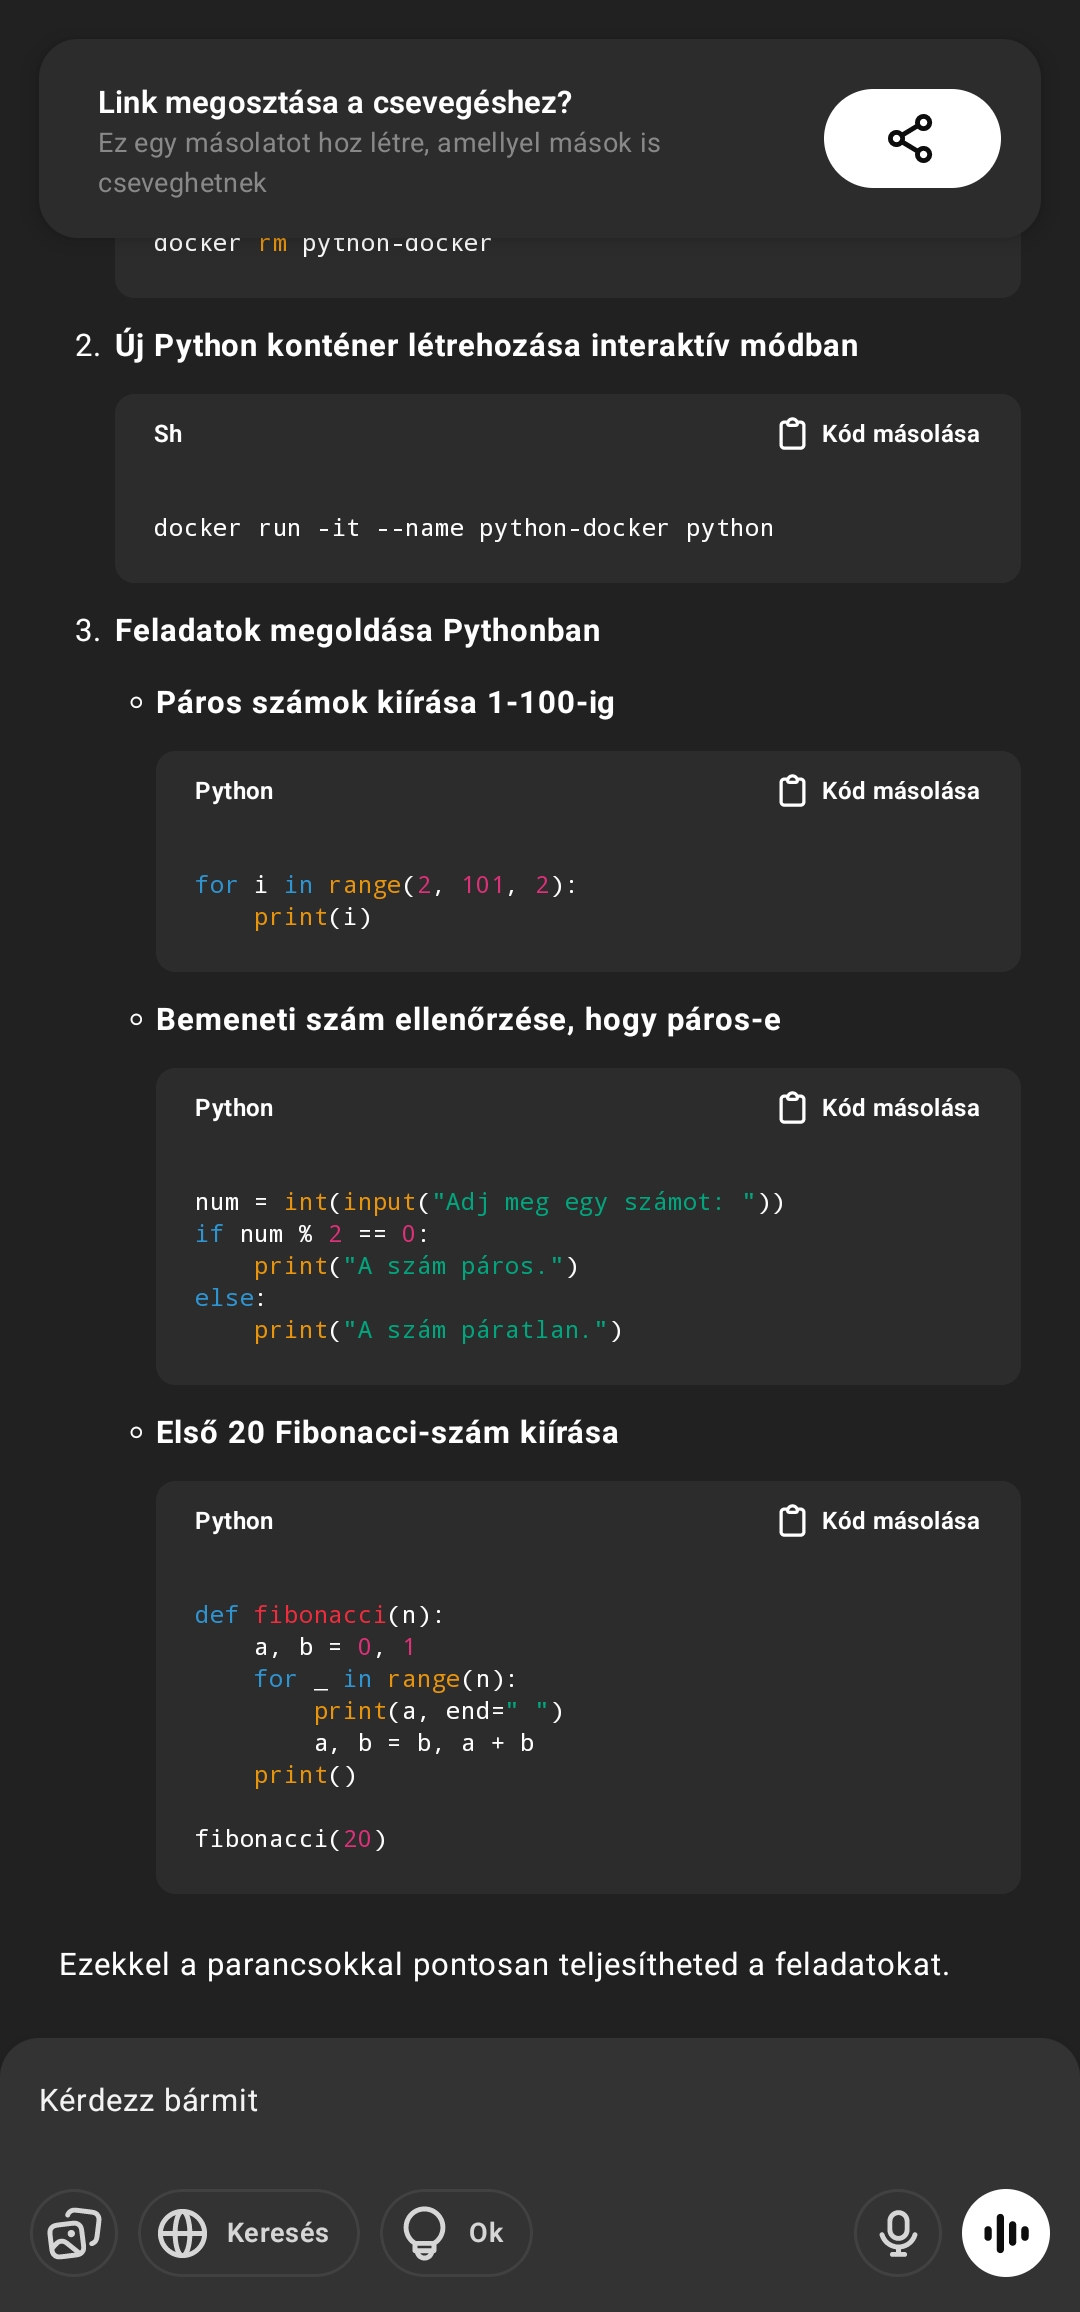 Link megosztása a csevegéshez?
Ez egy másolatot hoz létre, amellyel mások is
cseveghetnek
docker rm python-docker
2. Új Python konténer létrehozása interaktív módban
Sh
Kód másolása
docker run -it --name python-docker python
3. Feladatok megoldása Pythonban
Páros számok kiírása 1-100-ig
Python
Kód másolása
for i in range(2, 101, 2):
    print(i)
Bemeneti szám ellenőrzése, hogy páros-e
Python
Kód másolása
num = int(input("Adj meg egy számot: "))
if num % 2 == 0:
    print("A szám páros.")
else:
    print("A szám páratlan.")
Első 20 Fibonacci-szám kiírása
Python
Kód másolása
def fibonacci(n):
    a, b = 0, 1
    for _ in range(n):
        print(a, end=" ")
        a, b = b, a + b
    print()
fibonacci(20)
Ezekkel a parancsokkal pontosan teljesítheted a feladatokat.
Kérdezz bármit
Keresés
Ok